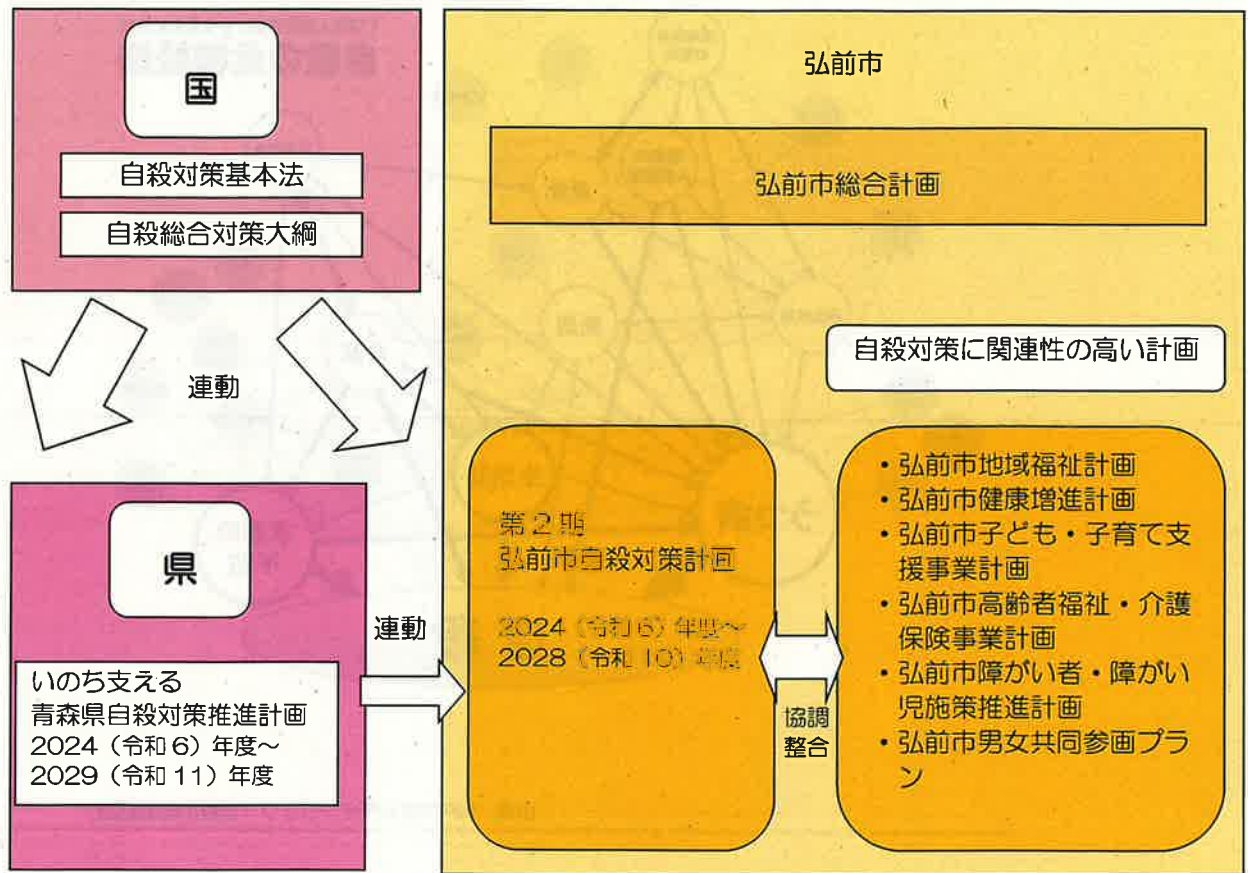 国
自殺対策基本法
自殺総合対策大綱
連動
県
いのち支える
青森県自殺対策推進計画
2024（令和6）年度～
2029（令和11）年度
連動
弘前市
弘前市総合計画
自殺対策に関連性の高い計画
第2期
弘前市自殺対策計画
2024（令和6）年度～
2028（令和10）年度
協調
整合
・弘前市地域福祉計画
・弘前市健康増進計画
・弘前市子ども・子育て支
援事業計画
・弘前市高齢者福祉・介護
保険事業計画
・弘前市障がい者・障がい
児施策推進計画
・弘前市男女共同参画プラ
ン